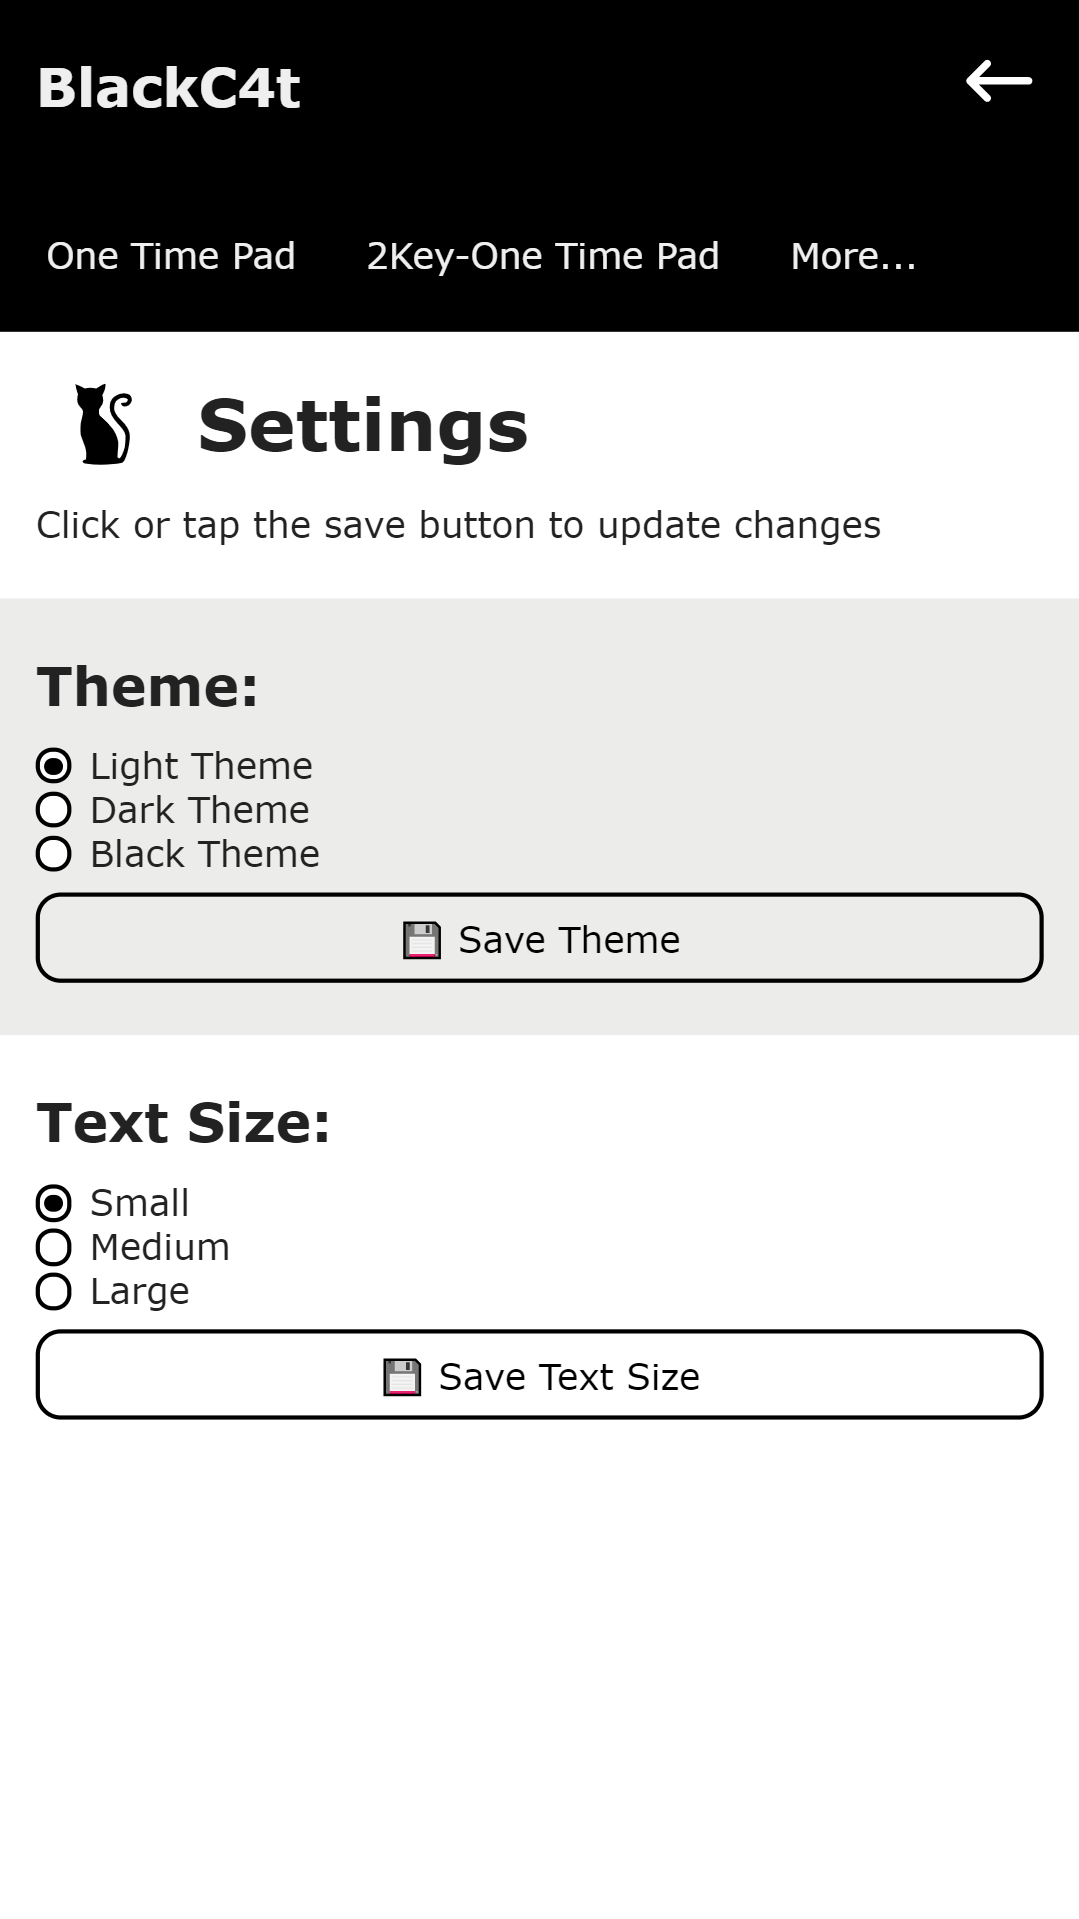 BlackC4t
One Time Pad 2Key-One Time Pad More...
Settings
Click or tap the save button to update changes
Theme:
Light Theme
Dark Theme
Black Theme
Save Theme
Text Size:
Small
Medium
Large
Save Text Size